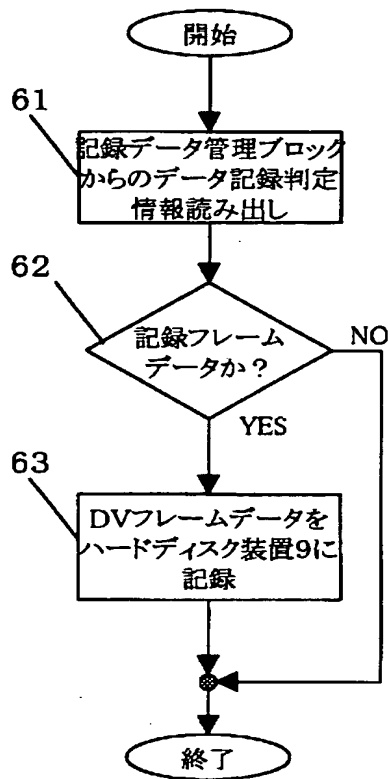 開始
61
記録データ管理ブロック
からのデータ記録判定
情報読み出し
62
記録フレーム
データか？
NO
YES
63
DVフレームデータを
ハードディスク装置9に
記録
終了